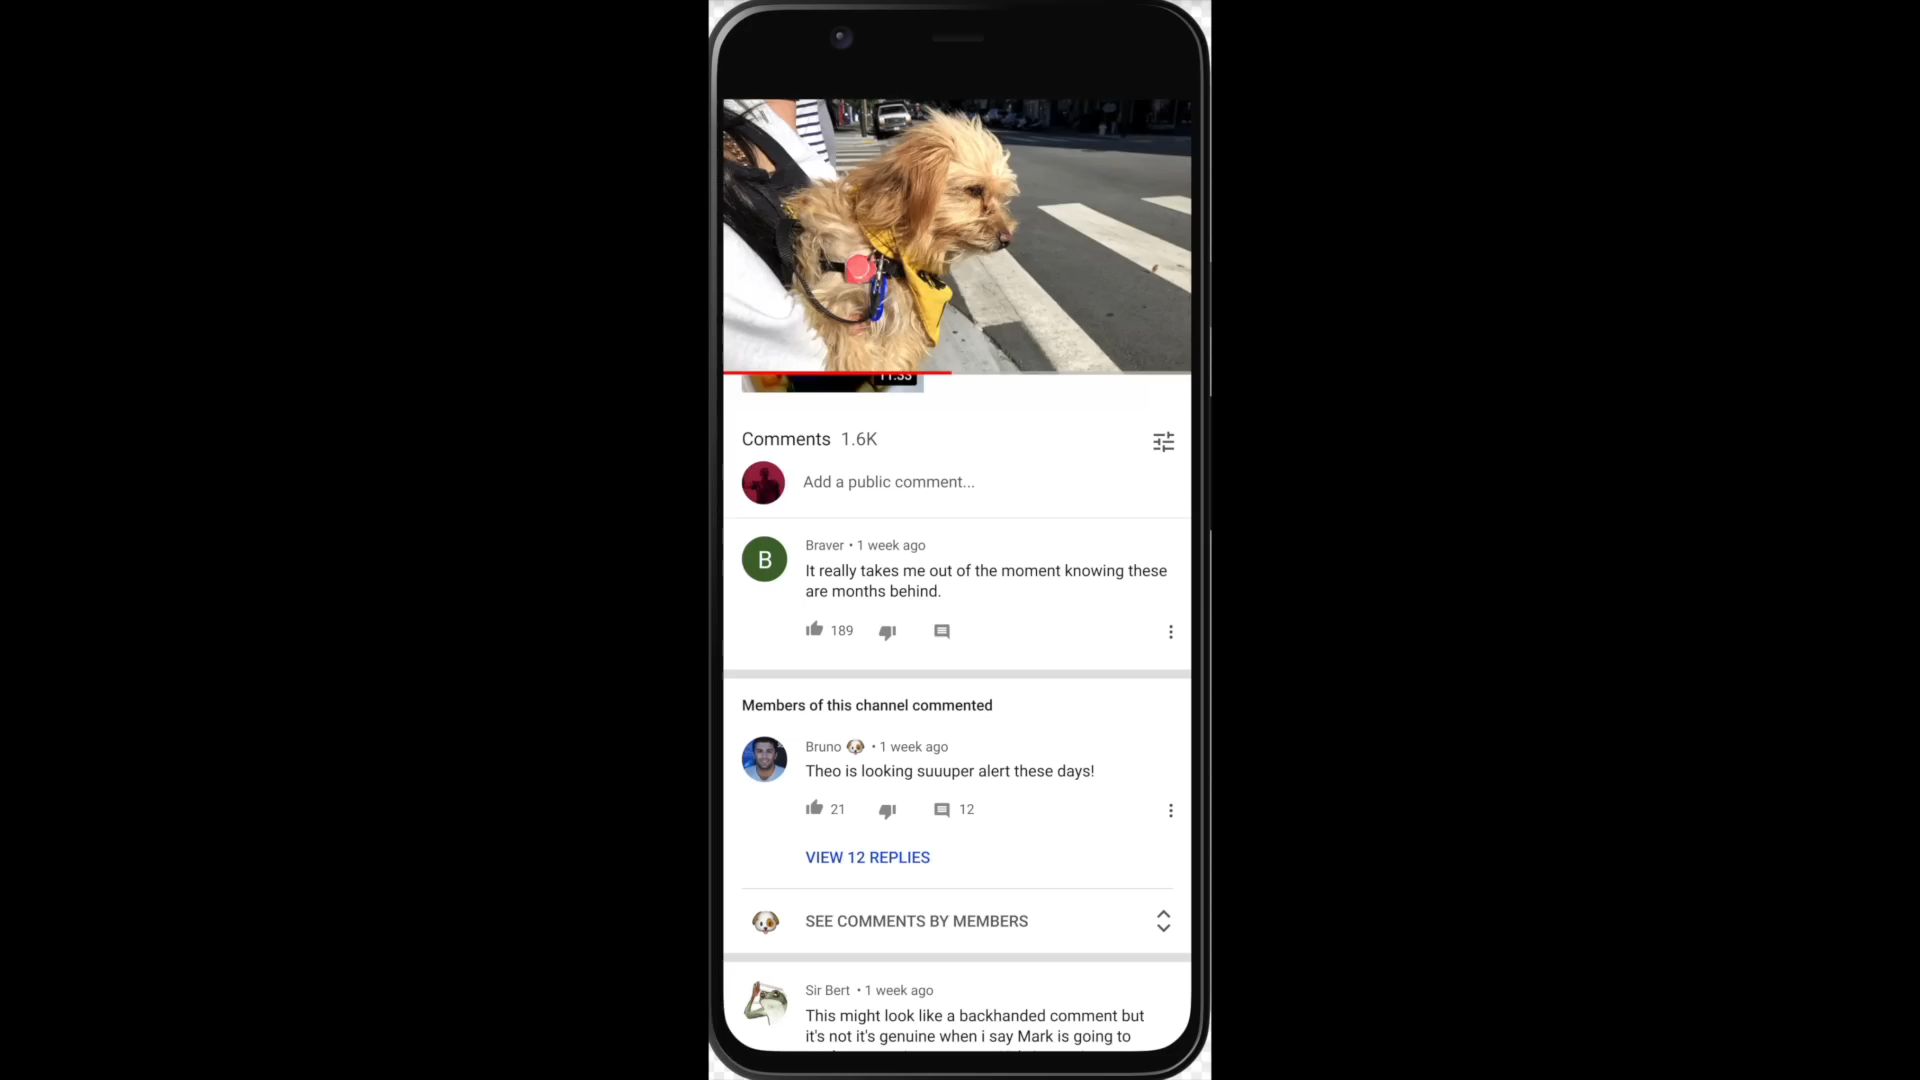 11:33
Comments 1.6K
Add a public comment...
B
Braver • 1 week ago
It really takes me out of the moment knowing these
are months behind.
189
Members of this channel commented
Bruno 🐶 • 1 week ago
Theo is looking suuuper alert these days!
21 12
VIEW 12 REPLIES
SEE COMMENTS BY MEMBERS
Sir Bert • 1 week ago
This might look like a backhanded comment but
it's not it's genuine when i say Mark is going to